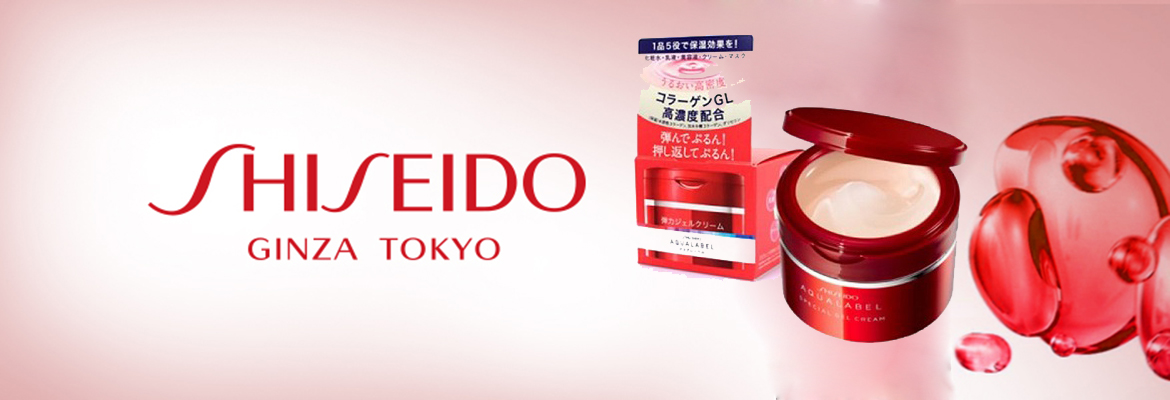 SHISEIDO
GINZA TOKYO
1品5役で保湿効果を!
化粧水・乳液・美容液・クリーム・マスク
うるおい高密度
コラーゲンGL
高濃度配合
弾んでぷるん!
押し返してぷるん!
弾力ジェルクリーム
AQUALABEL
SHISEIDO
AQUALABEL
SPECIAL GEL CREAM